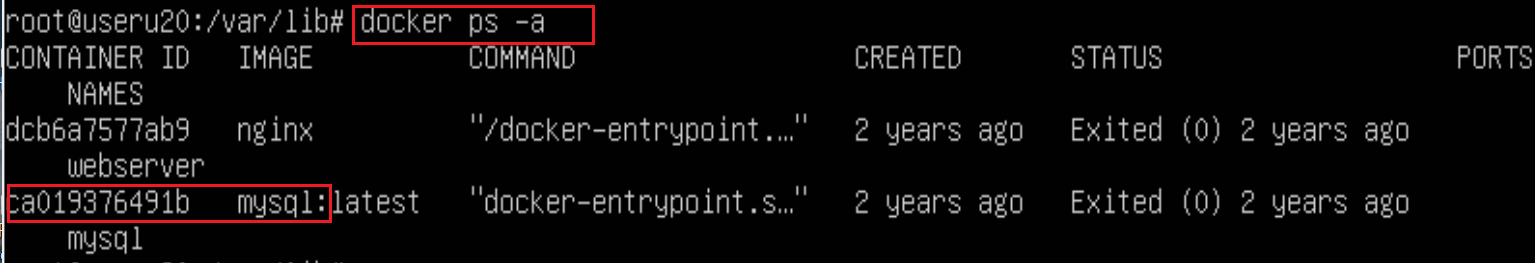 root@useru20:/var/lib# docker ps -a
CONTAINER ID   IMAGE          COMMAND                  CREATED       STATUS                   PORTS
    NAMES
dcb6a7577ab9   nginx          "/docker-entrypoint.…"   2 years ago   Exited (0) 2 years ago
    webserver
ca019376491b   mysql:latest   "docker-entrypoint.s…"   2 years ago   Exited (0) 2 years ago
    mysql